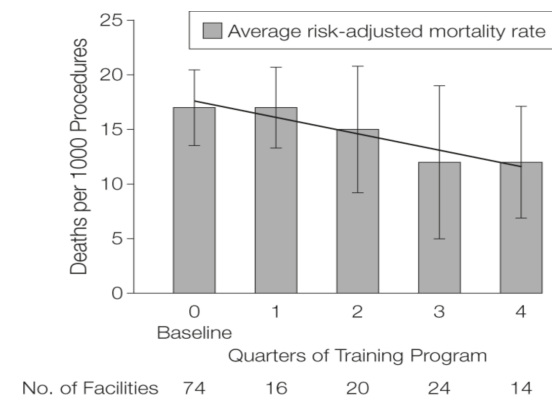 25
Average risk-adjusted mortality rate
20
15
10
5
0
Deaths per 1000 Procedures
0 1 2 3 4
Baseline
Quarters of Training Program
No. of Facilities 74 16 20 24 14